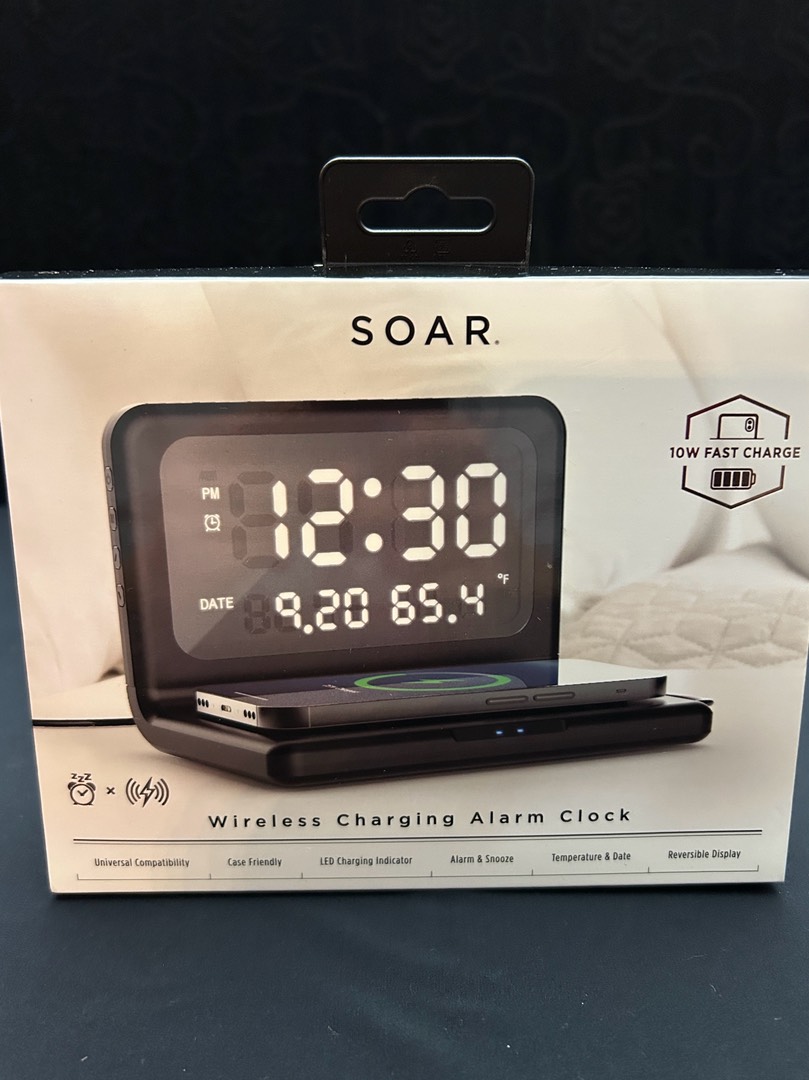 SOAR®
10W FAST CHARGE
PM
12:30
°F
DATE 9.20 65.4
zzz
Wireless Charging Alarm Clock
Universal Compatibility Case Friendly LED Charging Indicator Alarm & Snooze Temperature & Date Reversible Display